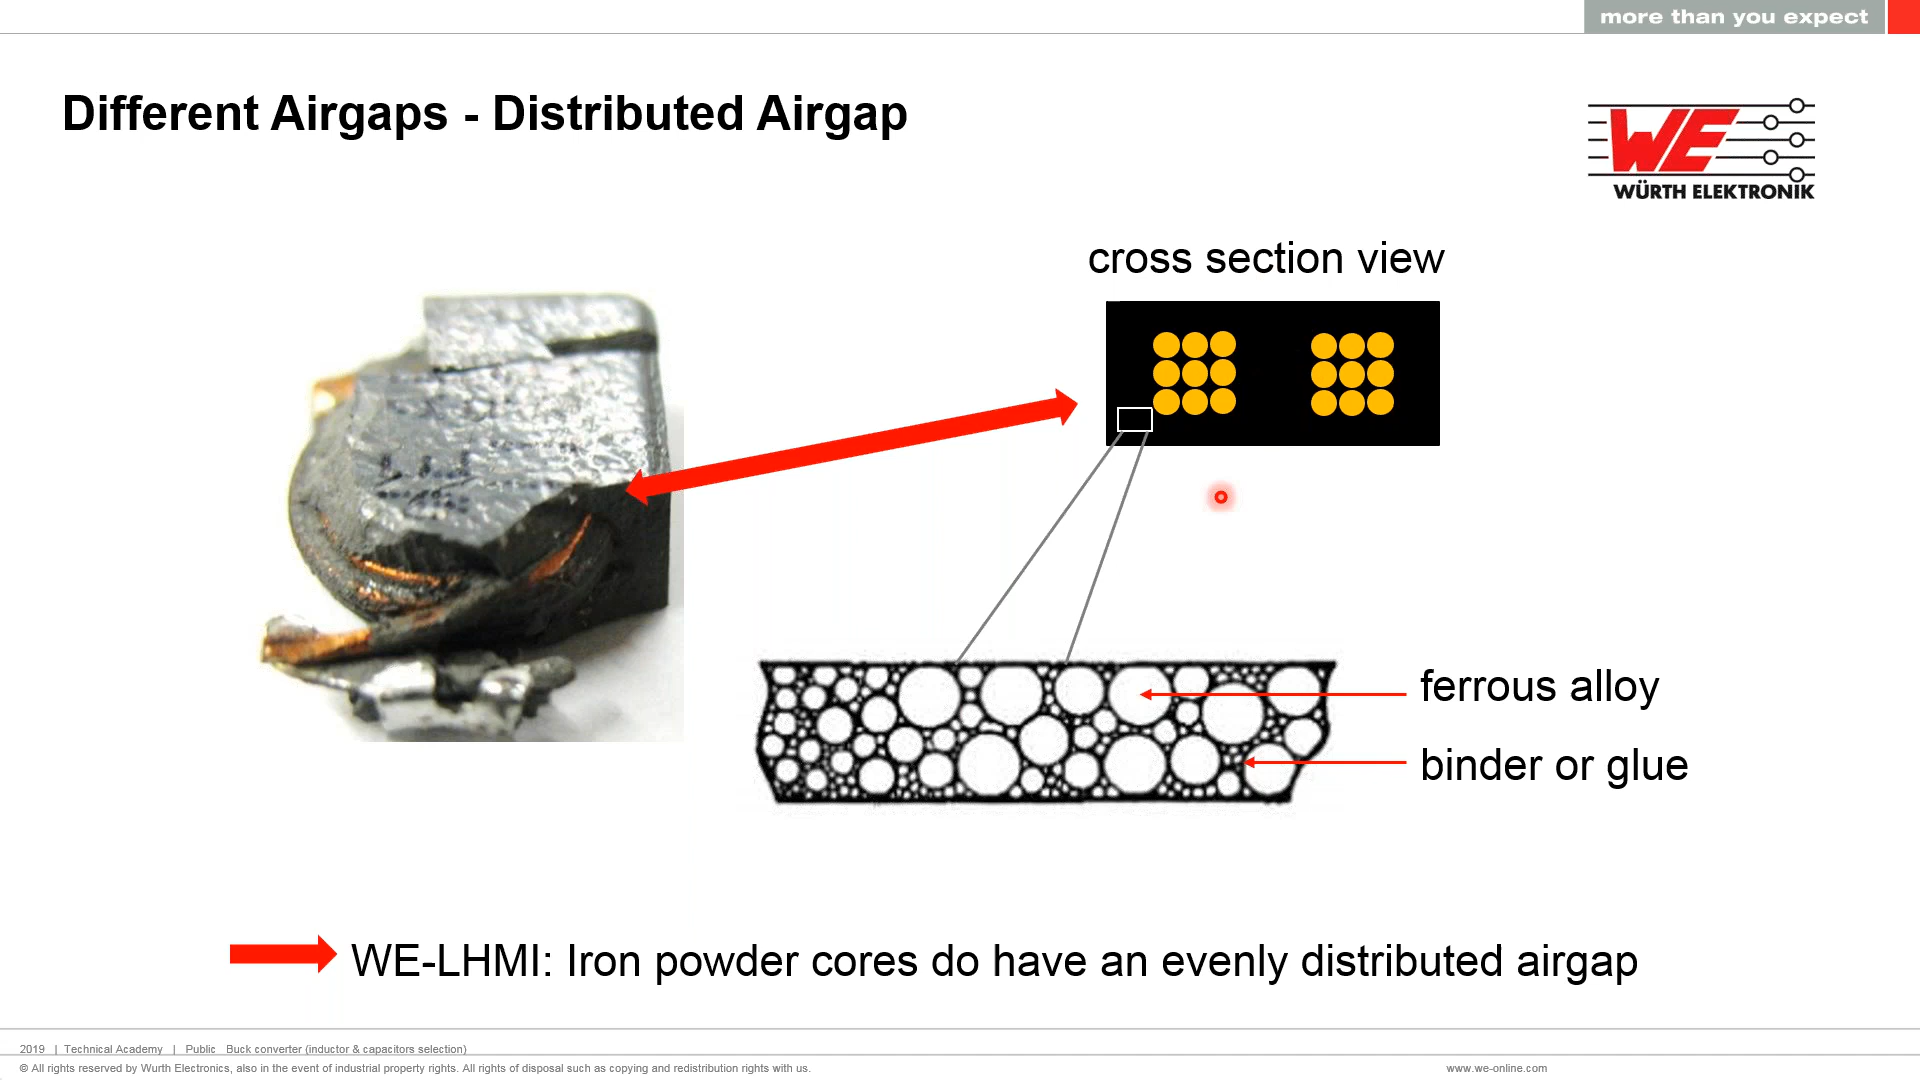 more than you expect
Different Airgaps - Distributed Airgap
WE
WÜRTH ELEKTRONIK
cross section view
ferrous alloy
binder or glue
WE-LHMI: Iron powder cores do have an evenly distributed airgap
2019 | Technical Academy | Public Buck converter (inductor & capacitors selection)
© All rights reserved by Wurth Electronics, also in the event of industrial property rights. All rights of disposal such as copying and redistribution rights with us. www.we-online.com